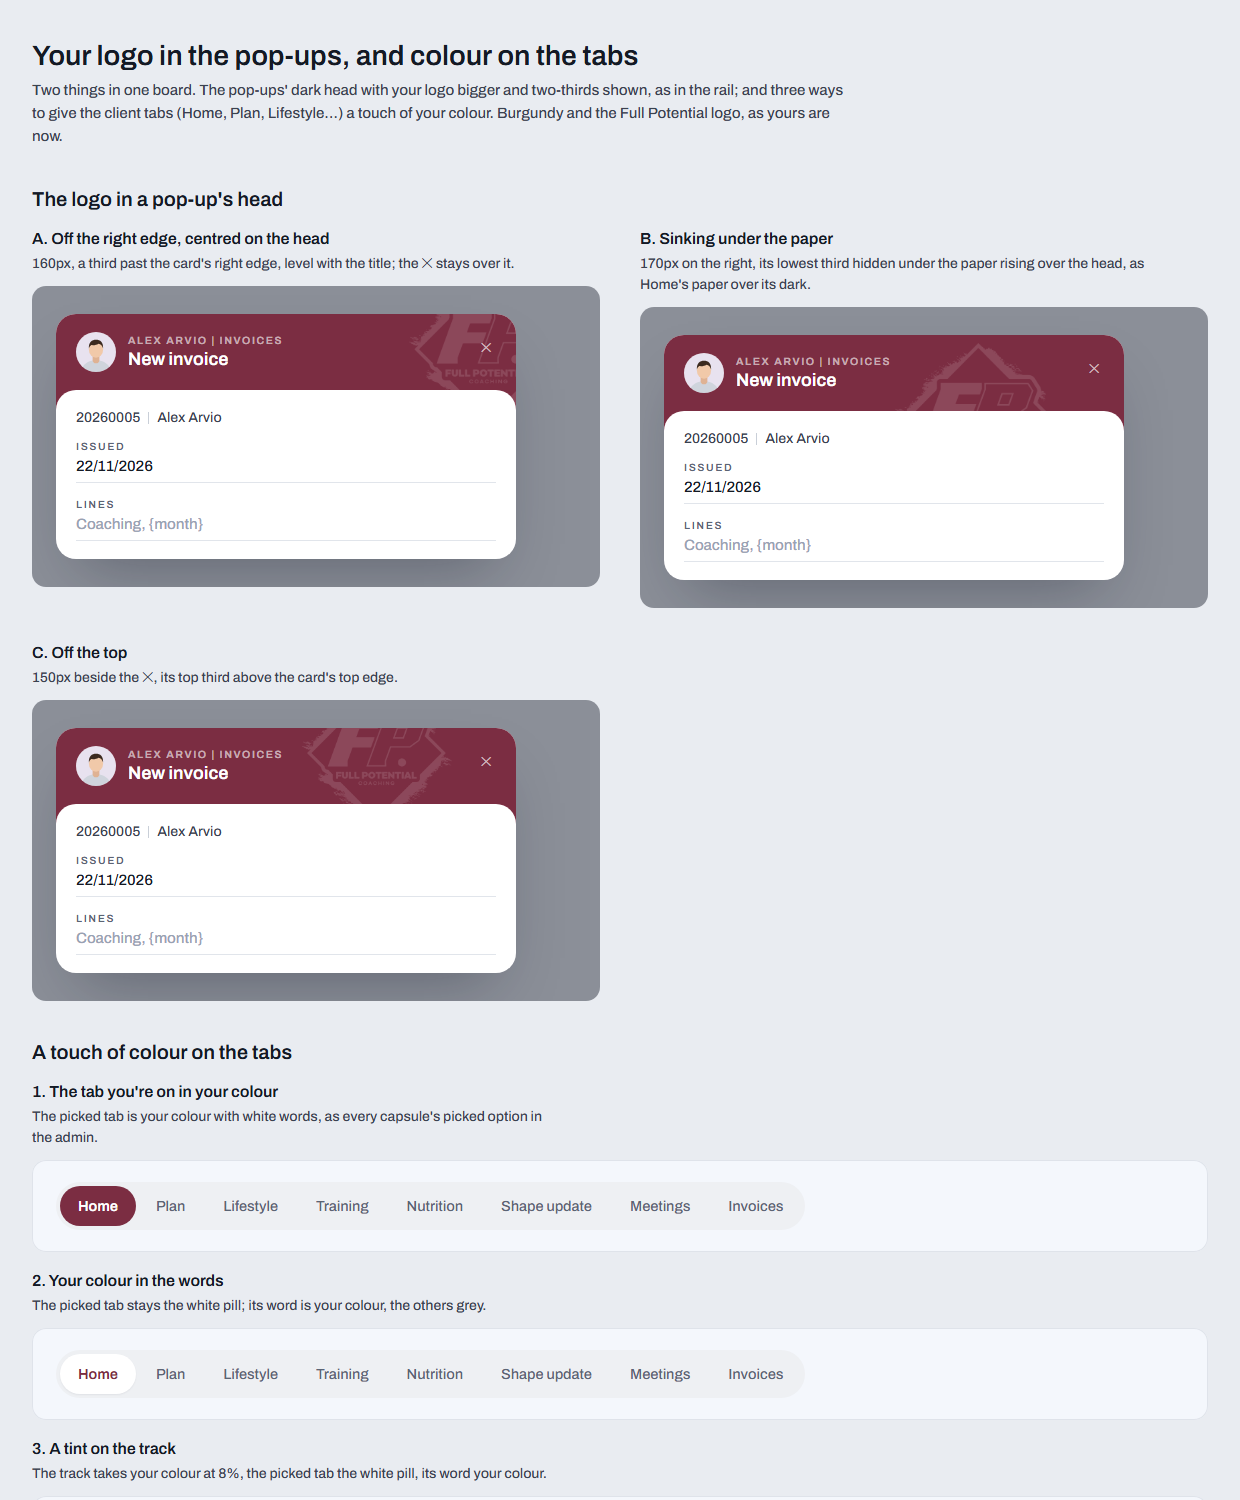 Your logo in the pop-ups, and colour on the tabs
Two things in one board. The pop-ups' dark head with your logo bigger and two-thirds shown, as in the rail; and three ways
to give the client tabs (Home, Plan, Lifestyle...) a touch of your colour. Burgundy and the Full Potential logo, as yours are
now.
The logo in a pop-up's head
A. Off the right edge, centred on the head
160px, a third past the card's right edge, level with the title; the ✕ stays over it.
ALEX ARVIO | INVOICES
New invoice
FP
FULL POTENT
COACHING
20260005 | Alex Arvio
ISSUED
22/11/2026
LINES
Coaching, {month}
B. Sinking under the paper
170px on the right, its lowest third hidden under the paper rising over the head, as
Home's paper over its dark.
ALEX ARVIO | INVOICES
New invoice
FP
20260005 | Alex Arvio
ISSUED
22/11/2026
LINES
Coaching, {month}
C. Off the top
150px beside the ✕, its top third above the card's top edge.
ALEX ARVIO | INVOICES
New invoice
FP.
FULL POTENTIAL
COACHING
20260005 | Alex Arvio
ISSUED
22/11/2026
LINES
Coaching, {month}
A touch of colour on the tabs
1. The tab you're on in your colour
The picked tab is your colour with white words, as every capsule's picked option in
the admin.
Home Plan Lifestyle Training Nutrition Shape update Meetings Invoices
2. Your colour in the words
The picked tab stays the white pill; its word is your colour, the others grey.
Home Plan Lifestyle Training Nutrition Shape update Meetings Invoices
3. A tint on the track
The track takes your colour at 8%, the picked tab the white pill, its word your colour.